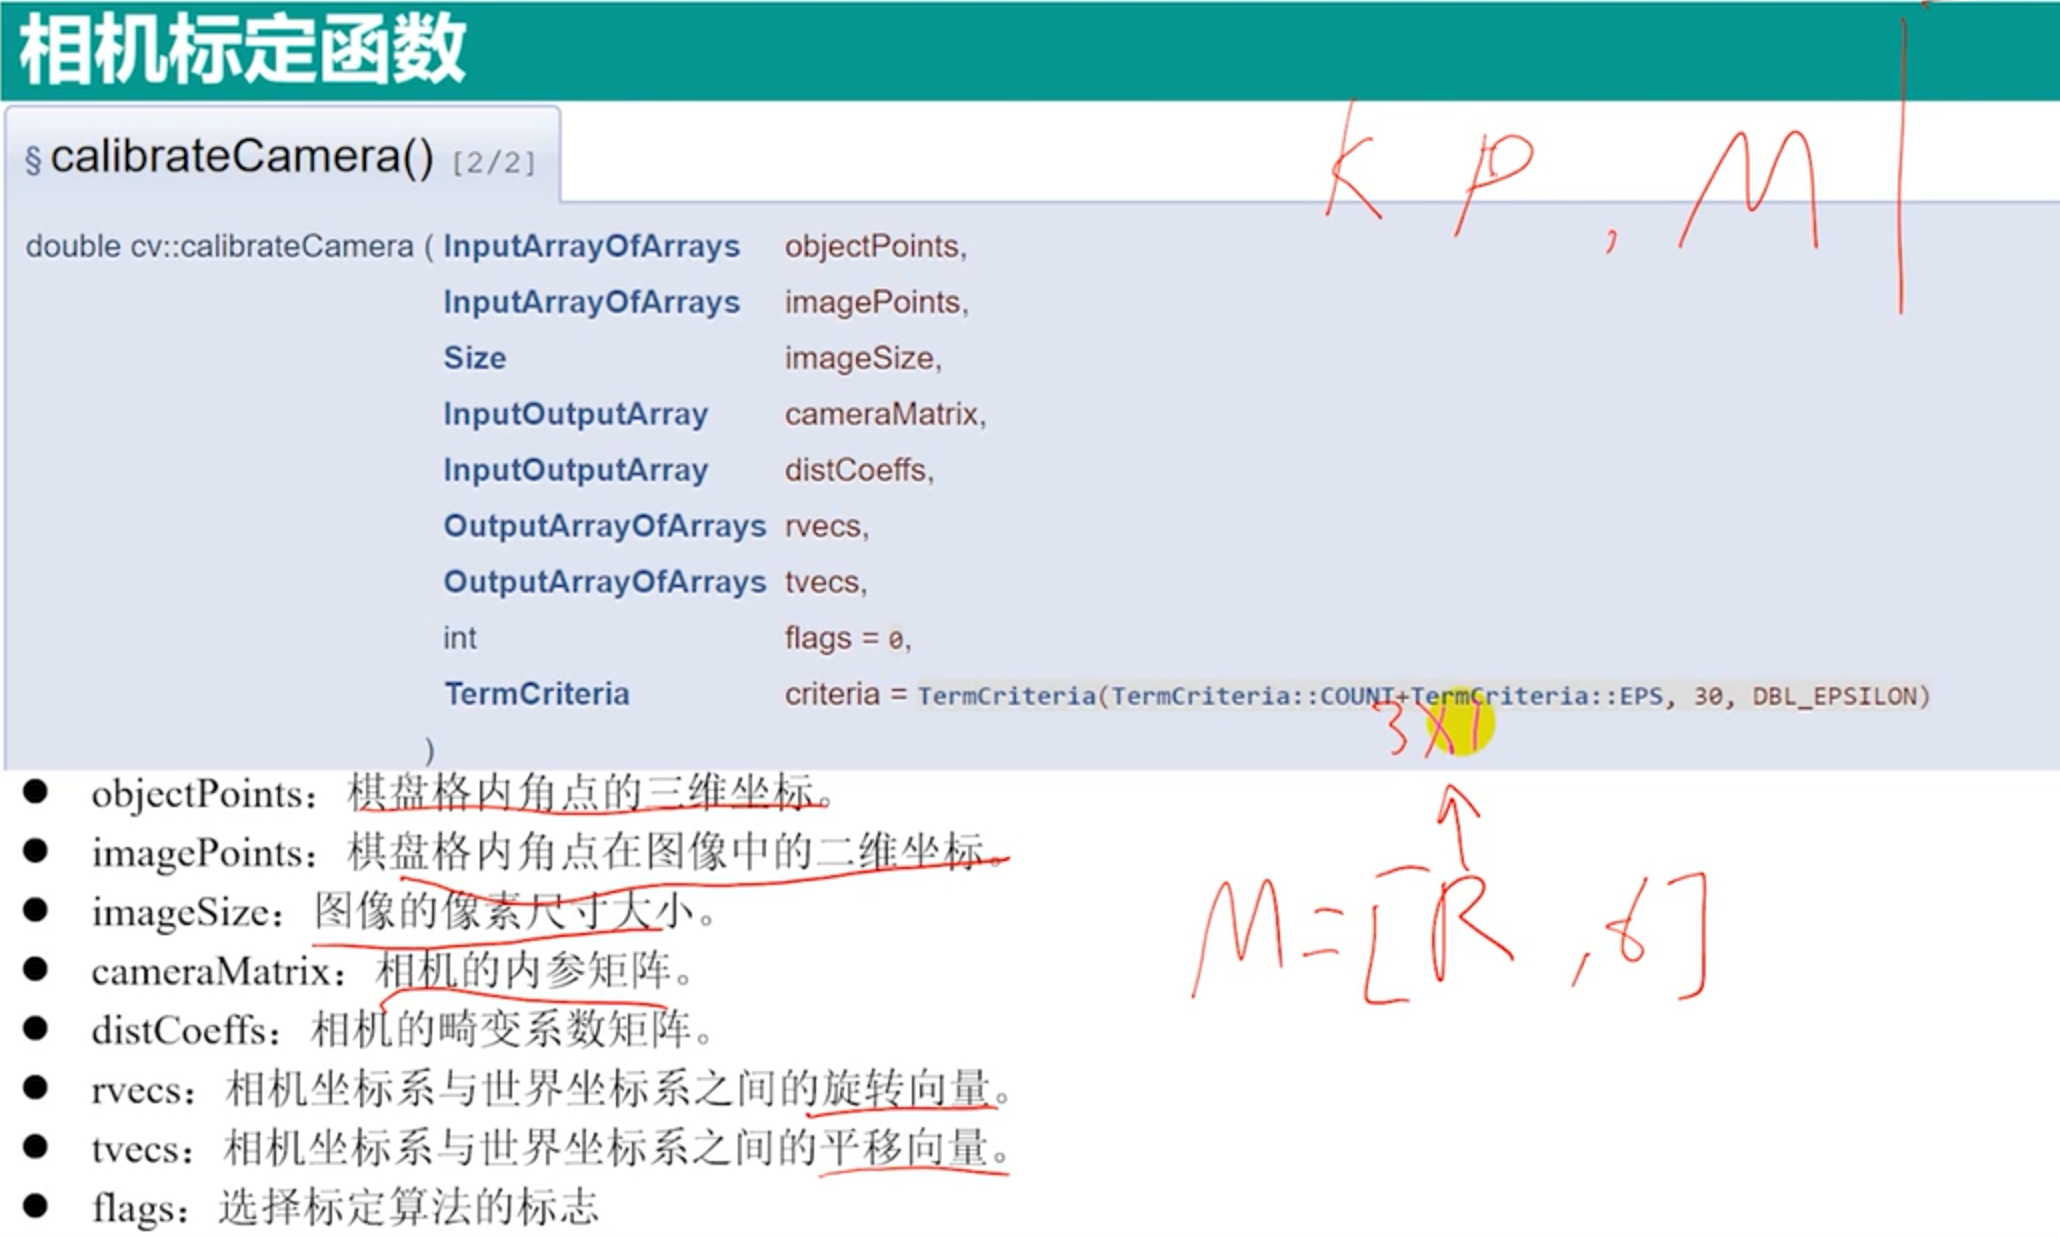 相机标定函数
§ calibrateCamera() [2/2]
K P , M
double cv::calibrateCamera ( InputArrayOfArrays objectPoints,
InputArrayOfArrays imagePoints,
Size imageSize,
InputOutputArray cameraMatrix,
InputOutputArray distCoeffs,
OutputArrayOfArrays rvecs,
OutputArrayOfArrays tvecs,
int flags = 0,
TermCriteria criteria = TermCriteria(TermCriteria::COUNT+TermCriteria::EPS, 30, DBL_EPSILON)
3X1
)
● objectPoints：棋盘格内角点的三维坐标。
● imagePoints：棋盘格内角点在图像中的二维坐标。
● imageSize：图像的像素尺寸大小。
M=[R , ]
● cameraMatrix：相机的内参矩阵。
● distCoeffs：相机的畸变系数矩阵。
● rvecs：相机坐标系与世界坐标系之间的旋转向量。
● tvecs：相机坐标系与世界坐标系之间的平移向量。
● flags：选择标定算法的标志